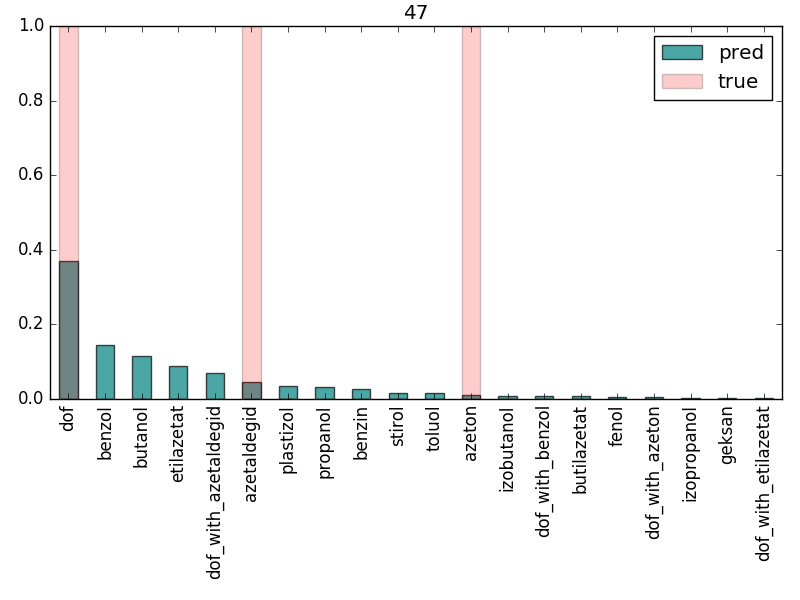 47
1.0
0.8
0.6
0.4
0.2
0.0
pred
true
dof
benzol
butanol
etilazetat
dof_with_azetaldegid
azetaldegid
plastizol
propanol
benzin
stirol
toluol
azeton
izobutanol
dof_with_benzol
butilazetat
fenol
dof_with_azeton
izopropanol
geksan
dof_with_etilazetat